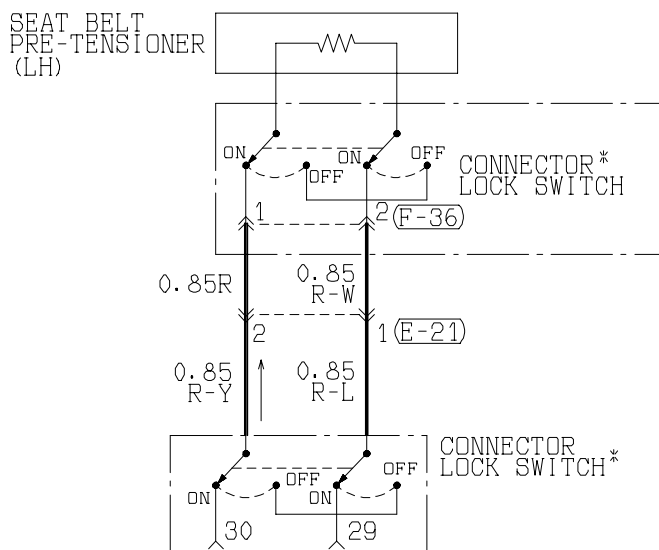 SEAT BELT
PRE-TENSIONER
(LH)
ON
OFF
ON
OFF
CONNECTOR*
LOCK SWITCH
1
2
F-36
0.85R
0.85
R-W
2
1
E-21
0.85
R-Y
0.85
R-L
CONNECTOR
LOCK SWITCH*
ON
OFF
ON
OFF
30
29